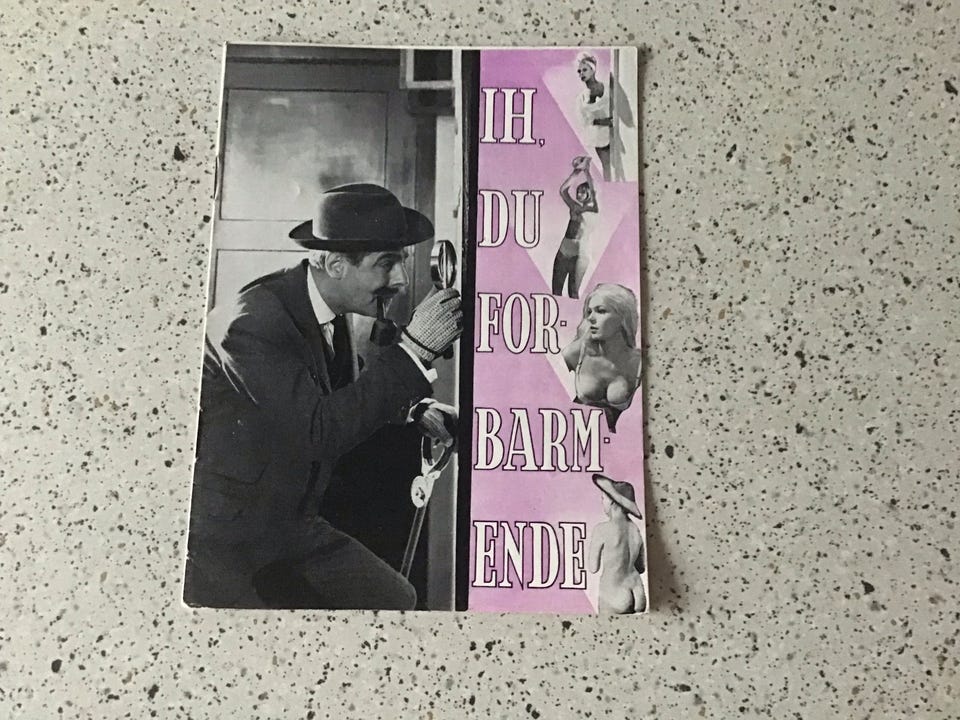 IH,
DU
FOR-
BARM-
ENDE